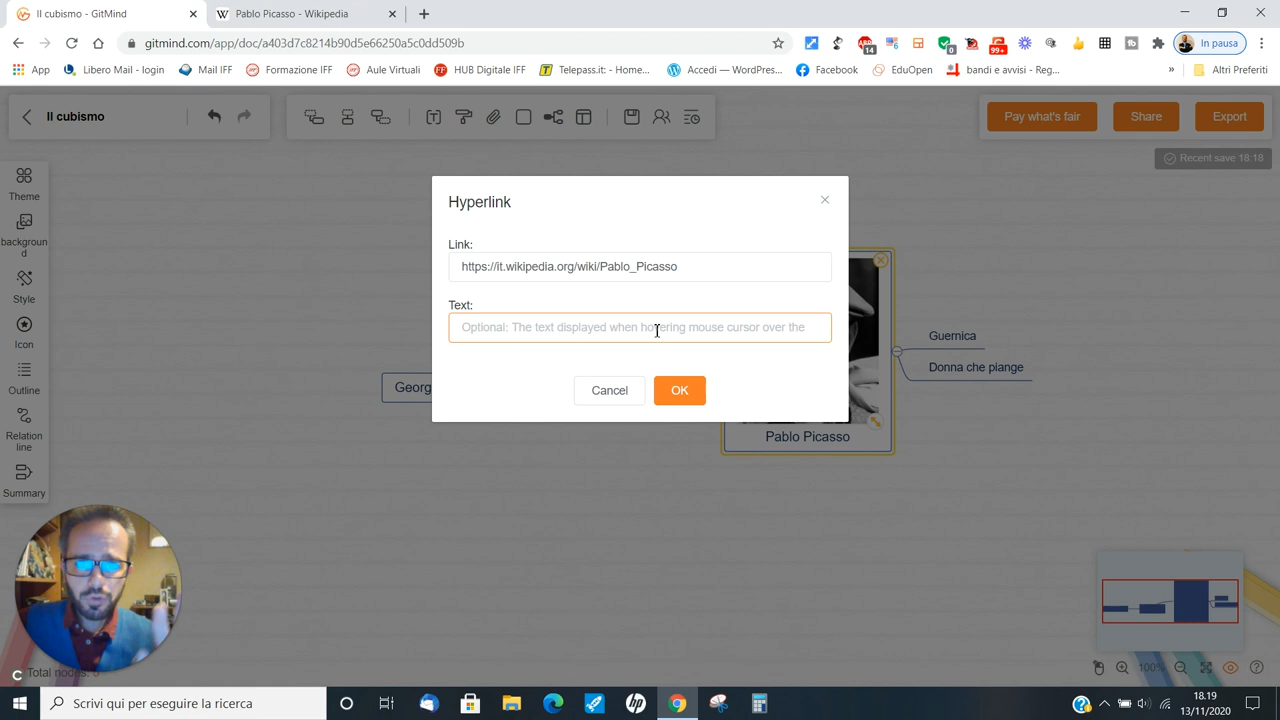 Il cubismo - GitMind
Pablo Picasso - Wikipedia
gitmind.com/app/doc/a403d7c8214b90d5e66250a5c0dd509b
14
6
0
99+
In pausa
App
Libero Mail - login
Mail IFF
Formazione IFF
Aule Virtuali
HUB Digitale IFF
Telepass.it: - Home...
Accedi — WordPress...
Facebook
EduOpen
bandi e avvisi - Reg...
»
Altri Preferiti
Il cubismo
Pay what's fair
Share
Export
Recent save 18:18
Theme
backgroun
d
Style
Icon
Outline
Relation
line
Summary
Hyperlink
Link:
https://it.wikipedia.org/wiki/Pablo_Picasso
Text:
Optional: The text displayed when hovering mouse cursor over the
Cancel
OK
Georg
Guernica
Donna che piange
Pablo Picasso
Total nodes:
100%
Scrivi qui per eseguire la ricerca
18.19
13/11/2020